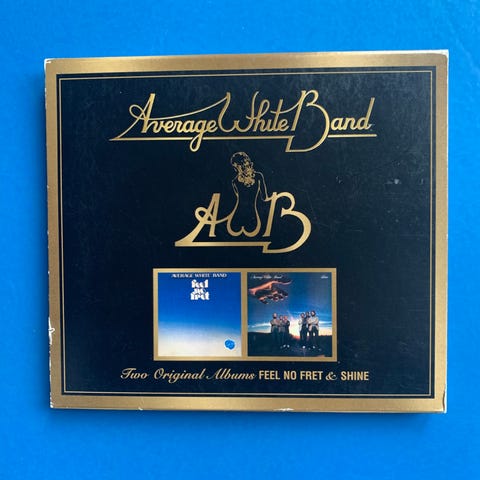 Average White Band
AWB
AVERAGE WHITE BAND
feel
no
fret
Average White Band
Shine
Two Original Albums FEEL NO FRET & SHINE